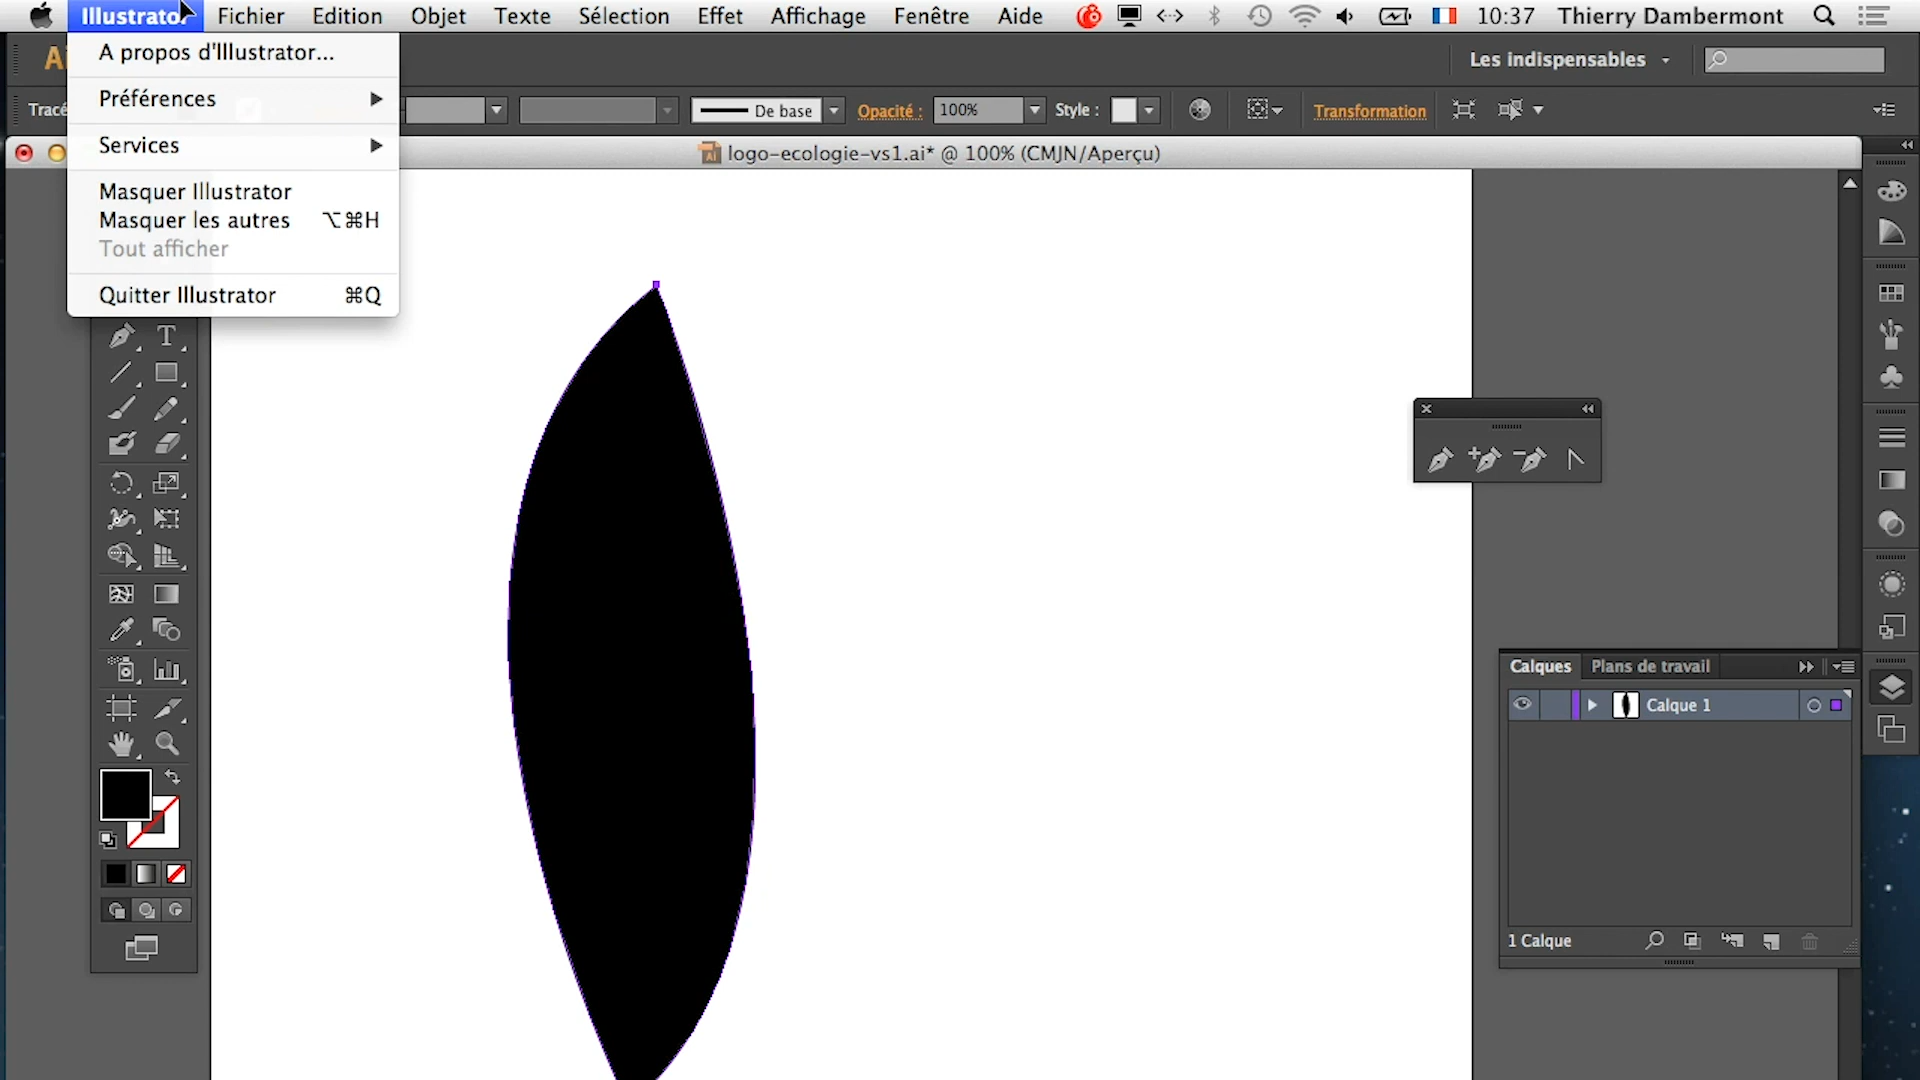 Illustrator Fichier Edition Objet Texte Sélection Effet Affichage Fenêtre Aide 10:37 Thierry Dambermont
A propos d'Illustrator...
Préférences
Services
Masquer Illustrator
Masquer les autres ⌥⌘H
Tout afficher
Quitter Illustrator ⌘Q
Ai
Les indispensables
Tracé
De base
Opacité :
100%
Style :
Transformation
logo-ecologie-vs1.ai* @ 100% (CMJN/Aperçu)
T
Calques Plans de travail
Calque 1
1 Calque